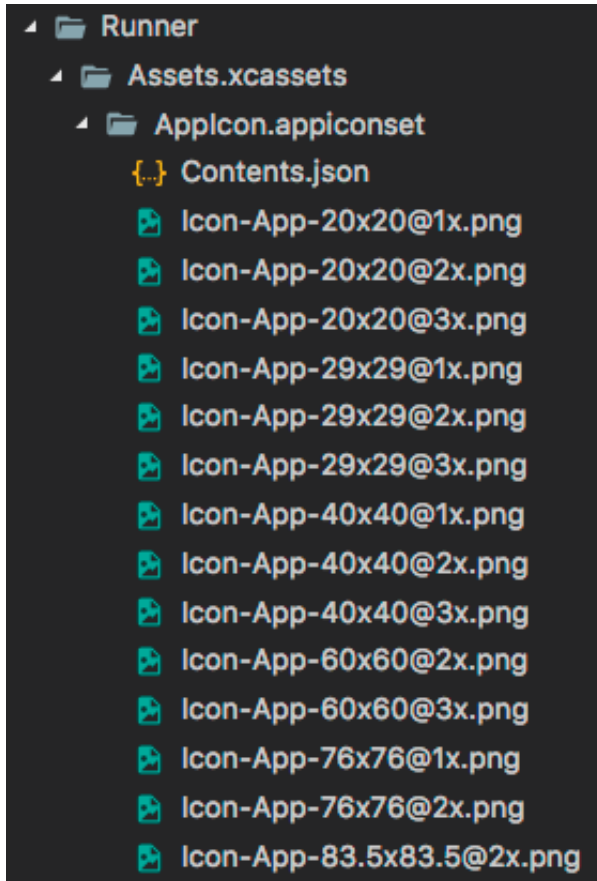 Runner
Assets.xcassets
AppIcon.appiconset
{...} Contents.json
Icon-App-20x20@1x.png
Icon-App-20x20@2x.png
Icon-App-20x20@3x.png
Icon-App-29x29@1x.png
Icon-App-29x29@2x.png
Icon-App-29x29@3x.png
Icon-App-40x40@1x.png
Icon-App-40x40@2x.png
Icon-App-40x40@3x.png
Icon-App-60x60@2x.png
Icon-App-60x60@3x.png
Icon-App-76x76@1x.png
Icon-App-76x76@2x.png
Icon-App-83.5x83.5@2x.png